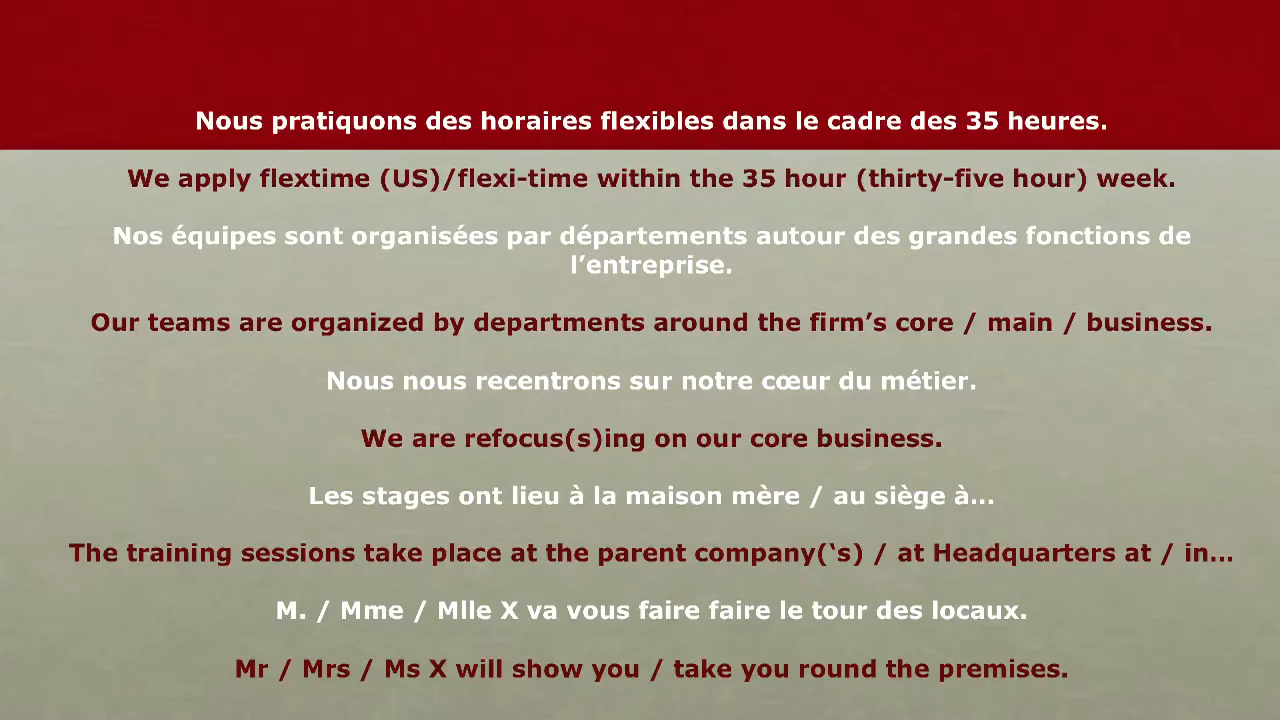 Nous pratiquons des horaires flexibles dans le cadre des 35 heures.
We apply flextime (US)/flexi-time within the 35 hour (thirty-five hour) week.
Nos équipes sont organisées par départements autour des grandes fonctions de
l’entreprise.
Our teams are organized by departments around the firm’s core / main / business.
Nous nous recentrons sur notre cœur du métier.
We are refocus(s)ing on our core business.
Les stages ont lieu à la maison mère / au siège à…
The training sessions take place at the parent company(‘s) / at Headquarters at / in…
M. / Mme / Mlle X va vous faire faire le tour des locaux.
Mr / Mrs / Ms X will show you / take you round the premises.